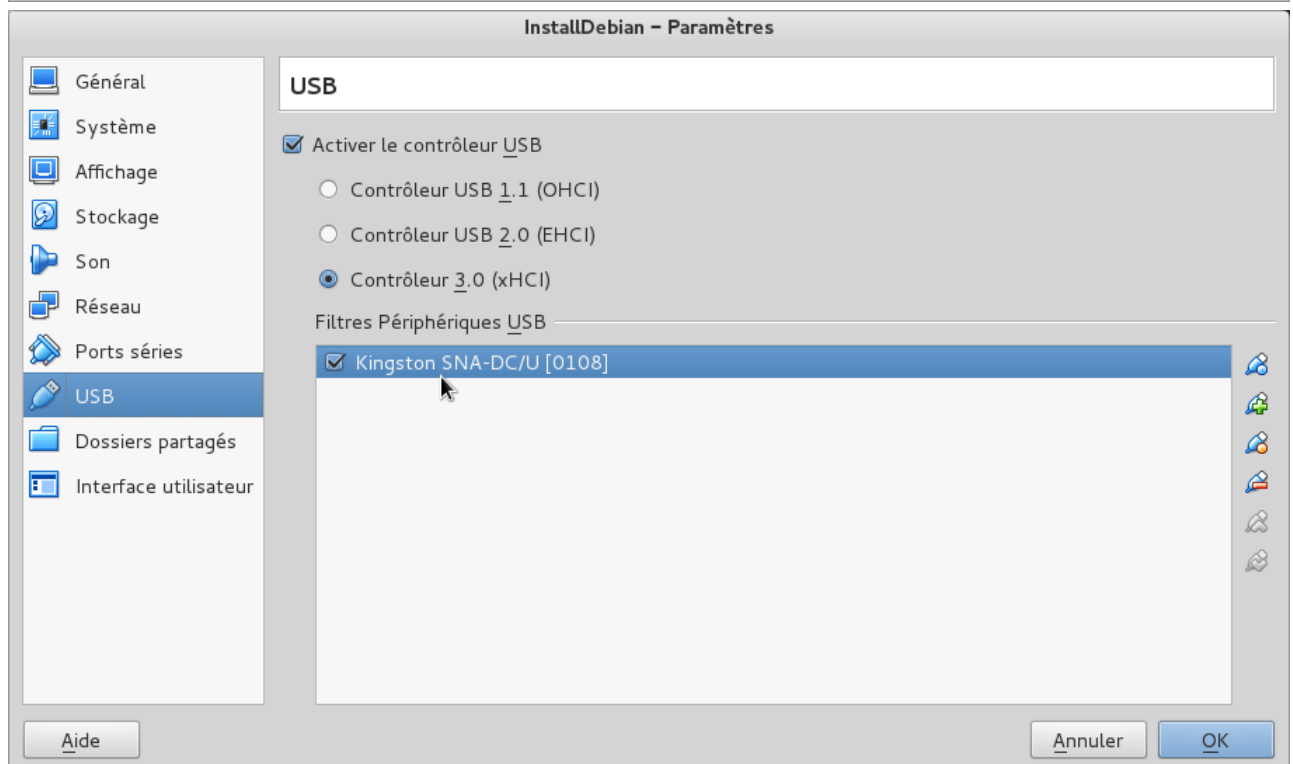 InstallDebian – Paramètres
Général
Système
Affichage
Stockage
Son
Réseau
Ports séries
USB
Dossiers partagés
Interface utilisateur
USB
Activer le contrôleur USB
Contrôleur USB 1.1 (OHCI)
Contrôleur USB 2.0 (EHCI)
Contrôleur 3.0 (xHCI)
Filtres Périphériques USB
Kingston SNA-DC/U [0108]
Aide
Annuler
OK